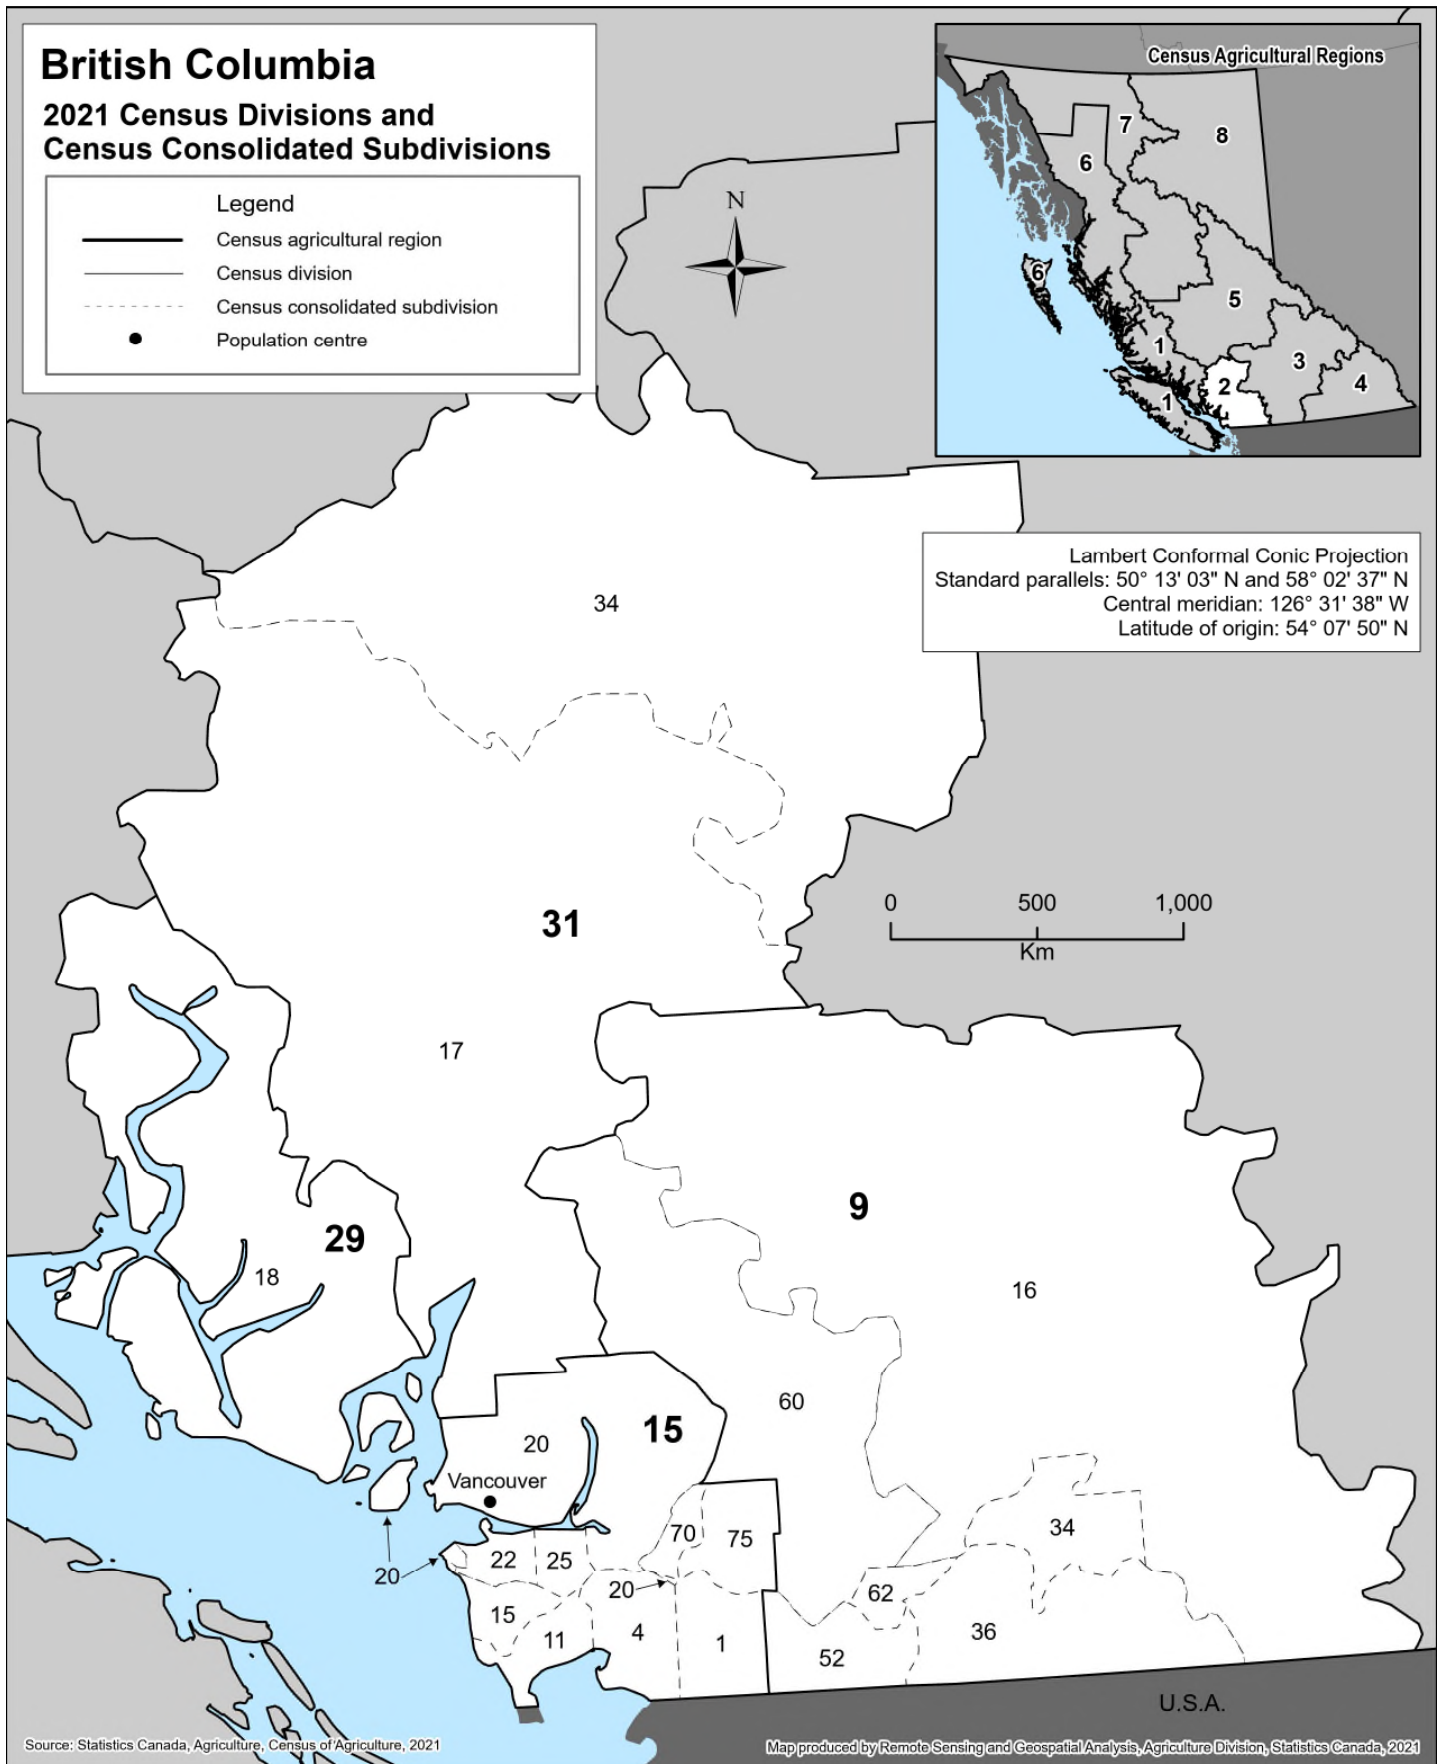 British Columbia
2021 Census Divisions and
Census Consolidated Subdivisions
Legend
Census agricultural region
Census division
Census consolidated subdivision
Population centre
N
Census Agricultural Regions
7
8
6
6
5
1
3
2
4
1
Lambert Conformal Conic Projection
Standard parallels: 50° 13' 03" N and 58° 02' 37" N
Central meridian: 126° 31' 38" W
Latitude of origin: 54° 07' 50" N
34
0 500 1,000
Km
31
17
9
29
18
16
60
15
20
Vancouver
34
70
75
22
25
20
20
62
15
11
4
1
36
52
U.S.A.
Source: Statistics Canada, Agriculture, Census of Agriculture, 2021
Map produced by Remote Sensing and Geospatial Analysis, Agriculture Division, Statistics Canada, 2021